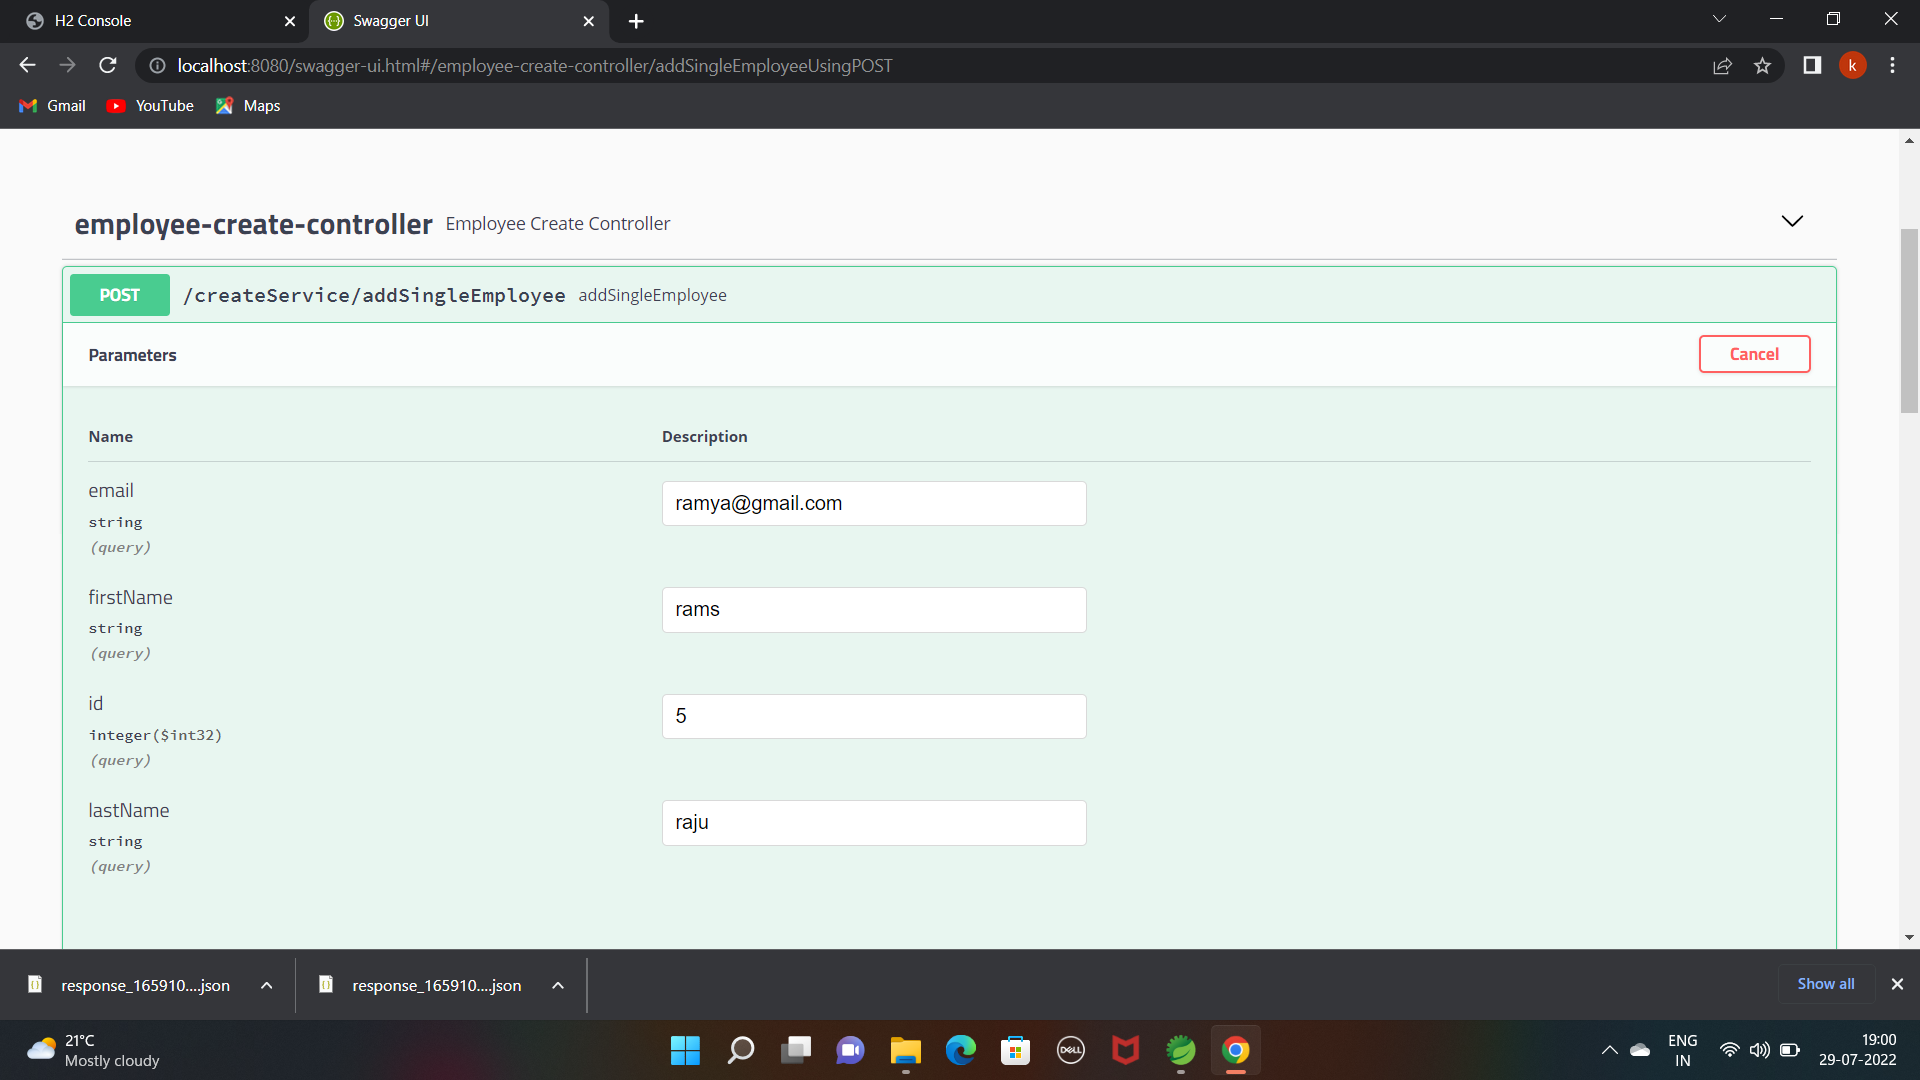 H2 Console
Swagger UI
localhost:8080/swagger-ui.html#/employee-create-controller/addSingleEmployeeUsingPOST
k
Gmail
YouTube
Maps
employee-create-controller Employee Create Controller
POST /createService/addSingleEmployee addSingleEmployee
Parameters
Cancel
Name Description
email
string
(query)
ramya@gmail.com
firstName
string
(query)
rams
id
integer($int32)
(query)
5
lastName
string
(query)
raju
response_165910....json
response_165910....json
Show all
21°C
Mostly cloudy
DELL
ENG
IN
19:00
29-07-2022